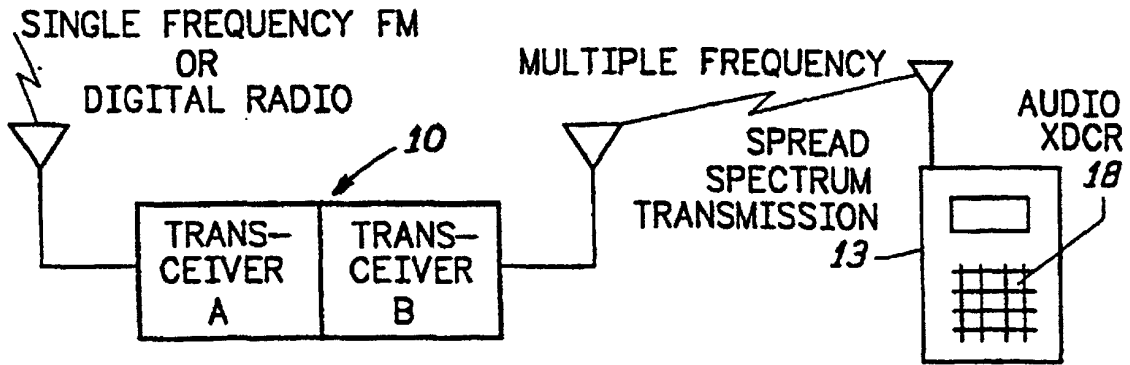 SINGLE FREQUENCY FM
OR
DIGITAL RADIO
MULTIPLE FREQUENCY
SPREAD
SPECTRUM
TRANSMISSION
13
AUDIO
XDCR
18
10
TRANS-
CEIVER
A
TRANS-
CEIVER
B